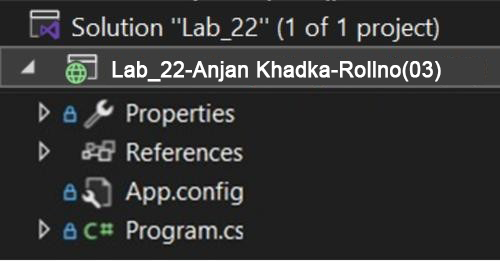 Solution "Lab_22" (1 of 1 project)
Lab_22-Anjan Khadka-Rollno(03)
Properties
References
App.config
C# Program.cs